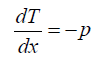 dT/dx = -p